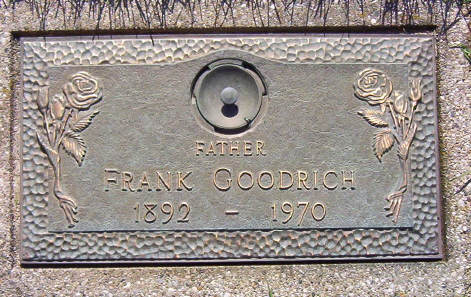 FATHER
FRANK GOODRICH
1892 – 1970